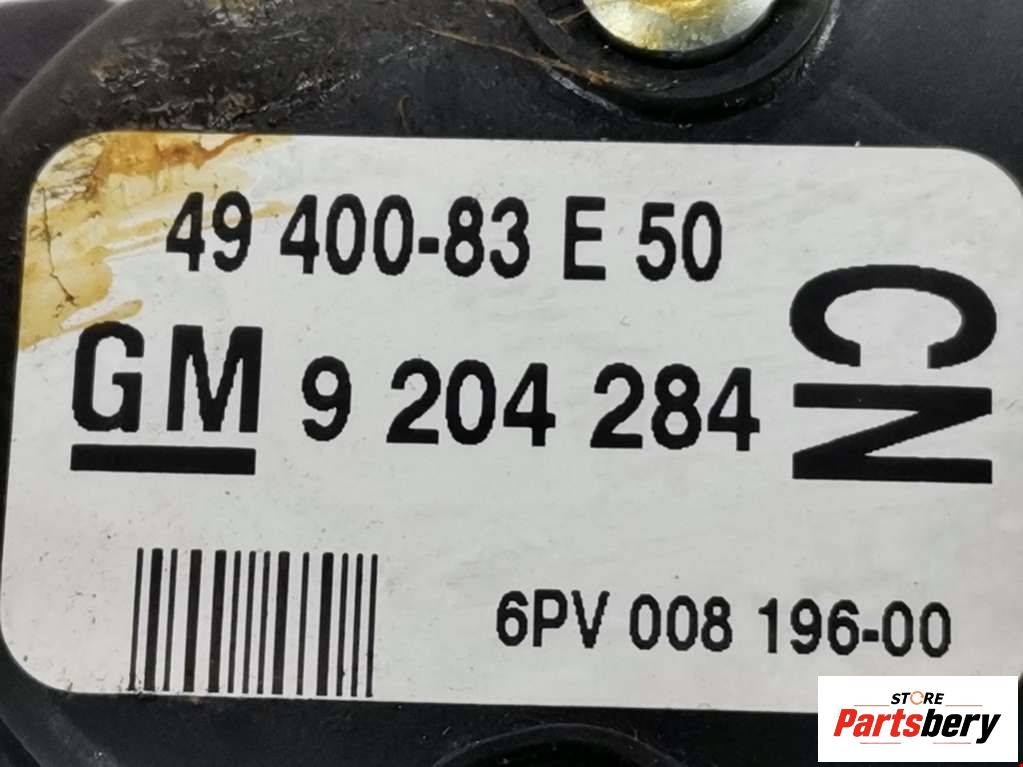 49 400-83 E 50
GM 9 204 284
CN
6PV 008 196-00
STORE
Partsbery